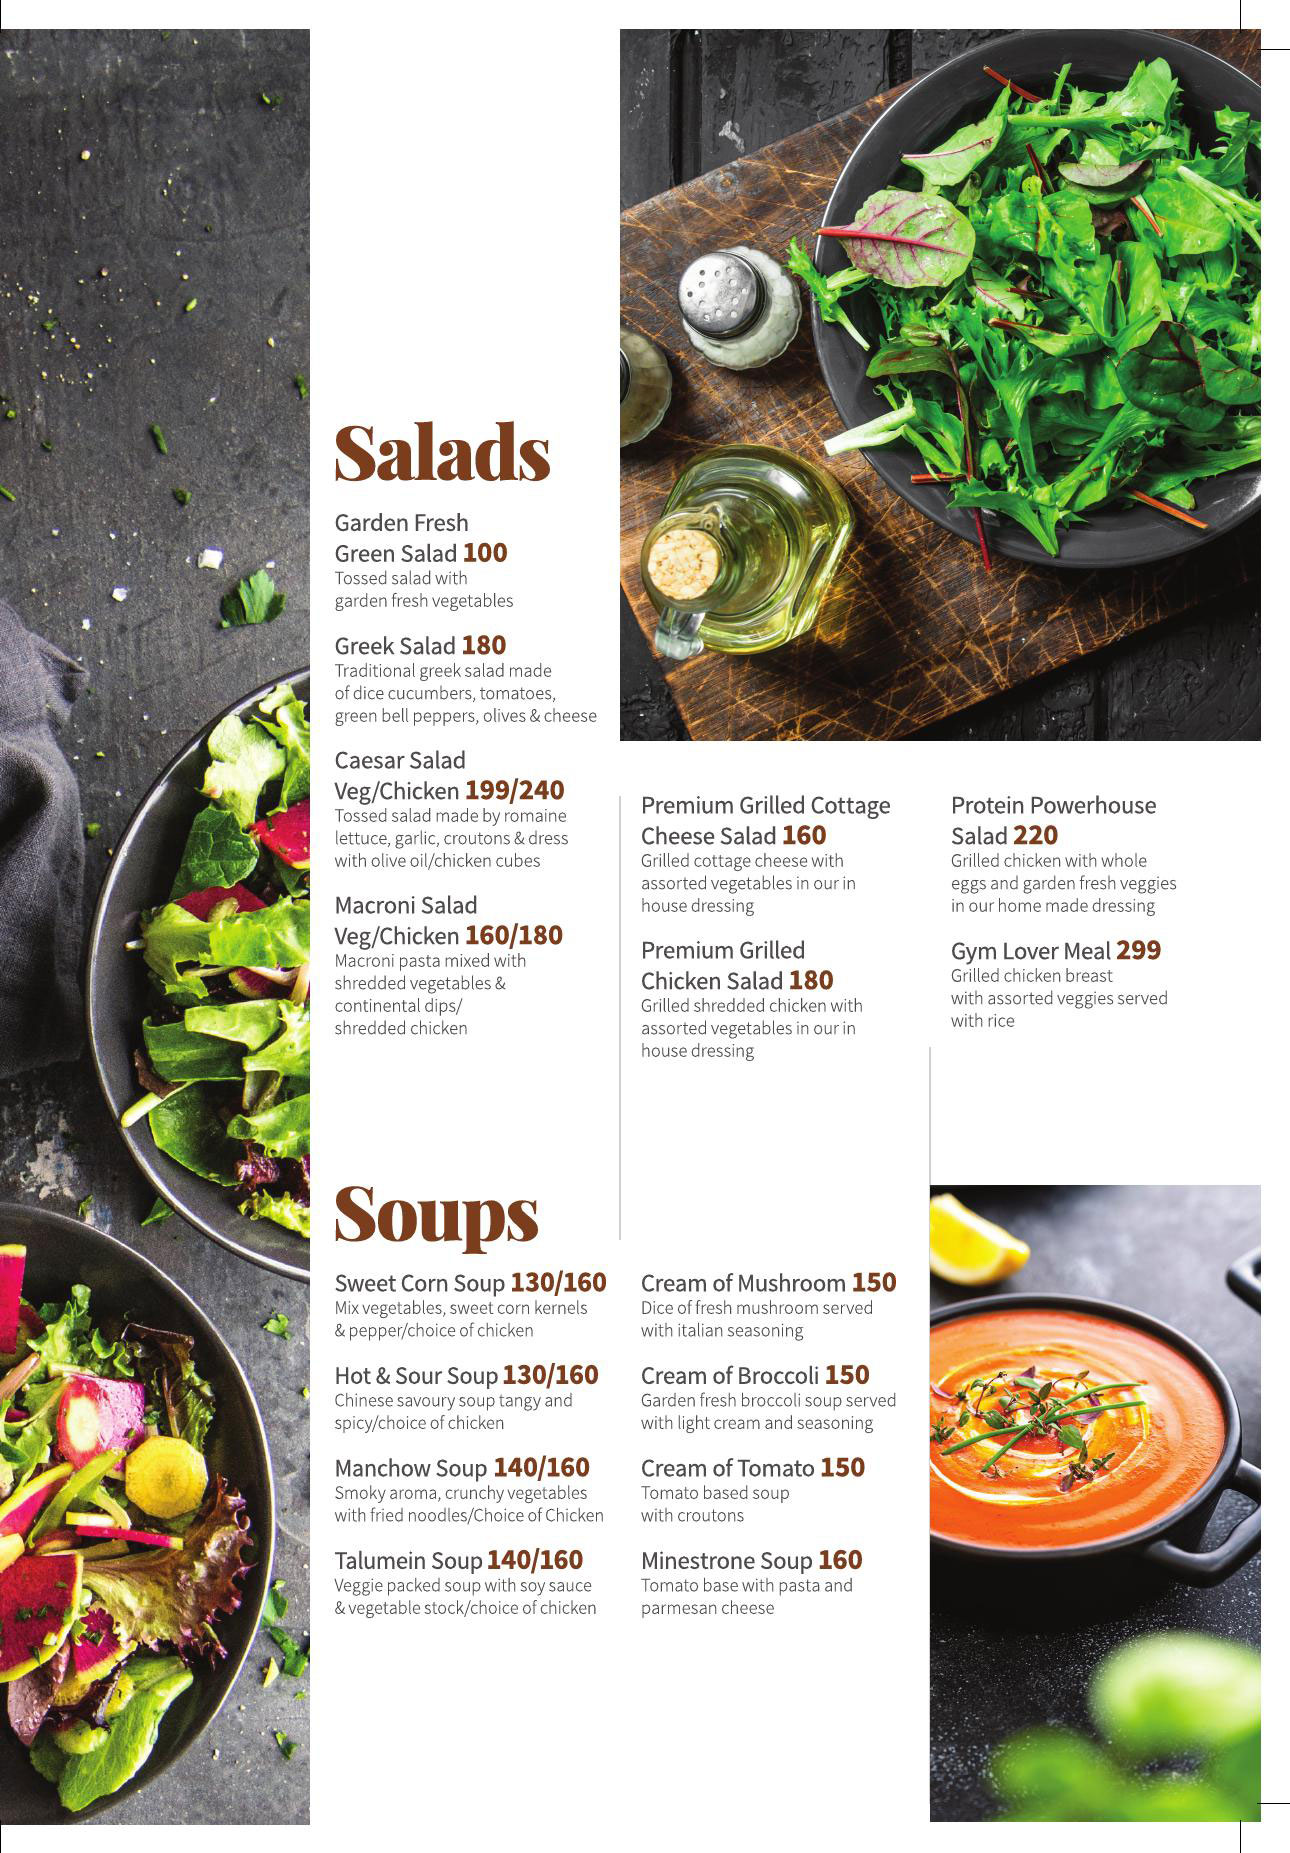 Salads
Garden Fresh
Green Salad 100
Tossed salad with
garden fresh vegetables
Greek Salad 180
Traditional greek salad made
of dice cucumbers, tomatoes,
green bell peppers, olives & cheese
Caesar Salad
Veg/Chicken 199/240
Tossed salad made by romaine
lettuce, garlic, croutons & dress
with olive oil/chicken cubes
Macroni Salad
Veg/Chicken 160/180
Macroni pasta mixed with
shredded vegetables &
continental dips/
shredded chicken
Premium Grilled Cottage
Cheese Salad 160
Grilled cottage cheese with
assorted vegetables in our in
house dressing
Premium Grilled
Chicken Salad 180
Grilled shredded chicken with
assorted vegetables in our in
house dressing
Protein Powerhouse
Salad 220
Grilled chicken with whole
eggs and garden fresh veggies
in our home made dressing
Gym Lover Meal 299
Grilled chicken breast
with assorted veggies served
with rice
Soups
Sweet Corn Soup 130/160
Mix vegetables, sweet corn kernels
& pepper/choice of chicken
Hot & Sour Soup 130/160
Chinese savoury soup tangy and
spicy/choice of chicken
Manchow Soup 140/160
Smoky aroma, crunchy vegetables
with fried noodles/Choice of Chicken
Talumein Soup 140/160
Veggie packed soup with soy sauce
& vegetable stock/choice of chicken
Cream of Mushroom 150
Dice of fresh mushroom served
with italian seasoning
Cream of Broccoli 150
Garden fresh broccoli soup served
with light cream and seasoning
Cream of Tomato 150
Tomato based soup
with croutons
Minestrone Soup 160
Tomato base with pasta and
parmesan cheese